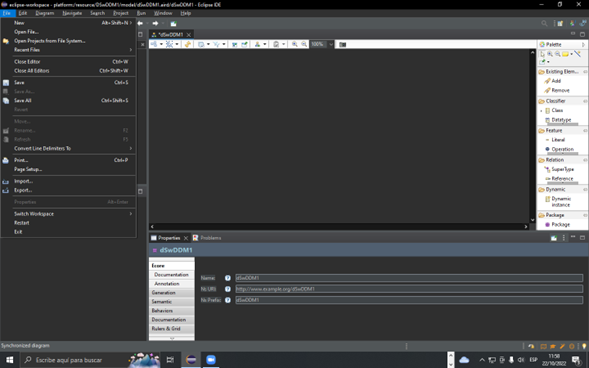 eclipse-workspace - platform:/resource/DSwDDM1/model/dSwDDM1.aird/dSwDDM1 - Eclipse IDE
File Edit Diagram Navigate Search Project Run Window Help
New Alt+Shift+N
Open File...
Open Projects from File System...
Recent Files
Close Editor Ctrl+W
Close All Editors Ctrl+Shift+W
Save Ctrl+S
Save As...
Save All Ctrl+Shift+S
Revert
Move...
Rename... F2
Refresh F5
Convert Line Delimiters To
Print... Ctrl+P
Page Setup...
Import...
Export...
Properties Alt+Enter
Switch Workspace
Restart
Exit
*dSwDDM1
100%
Palette
Existing Elem...
Add
Remove
Classifier
Class
Datatype
Feature
Literal
Operation
Relation
SuperType
Reference
Dynamic
Dynamic
instance
Package
Package
Properties Problems
dSwDDM1
Ecore
Documentation
Annotation
Generation
Semantic
Behaviors
Documentation
Rulers & Grid
Name: dSwDDM1
Ns URI: http://www.example.org/dSwDDM1
Ns Prefix: dSwDDM1
Synchronized diagram
Escribe aquí para buscar
ESP
11:58
22/10/2022